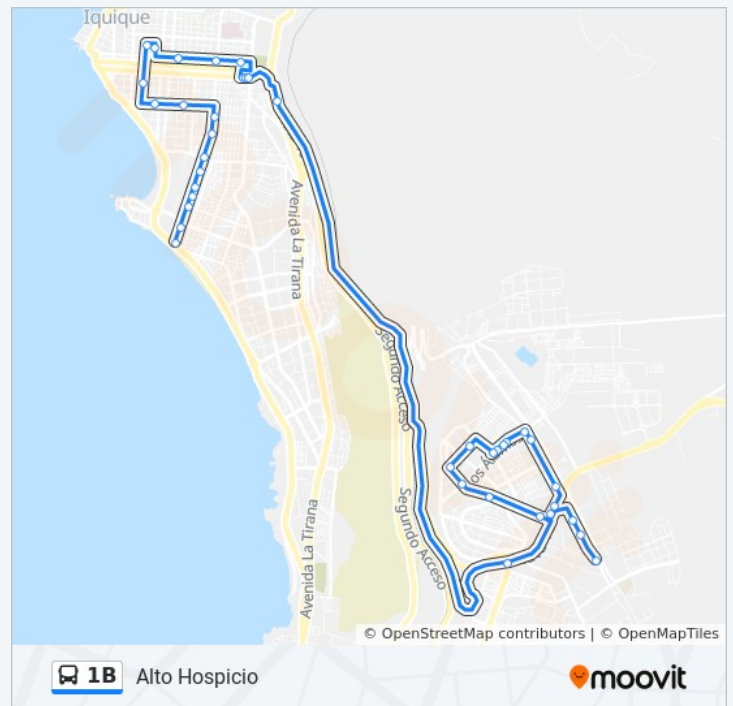 Iquique
Avenida La Tirana
Segundo Acceso
Segundo Acceso
Avenida La Tirana
© OpenStreetMap contributors | © OpenMapTiles
1B Alto Hospicio
moovit